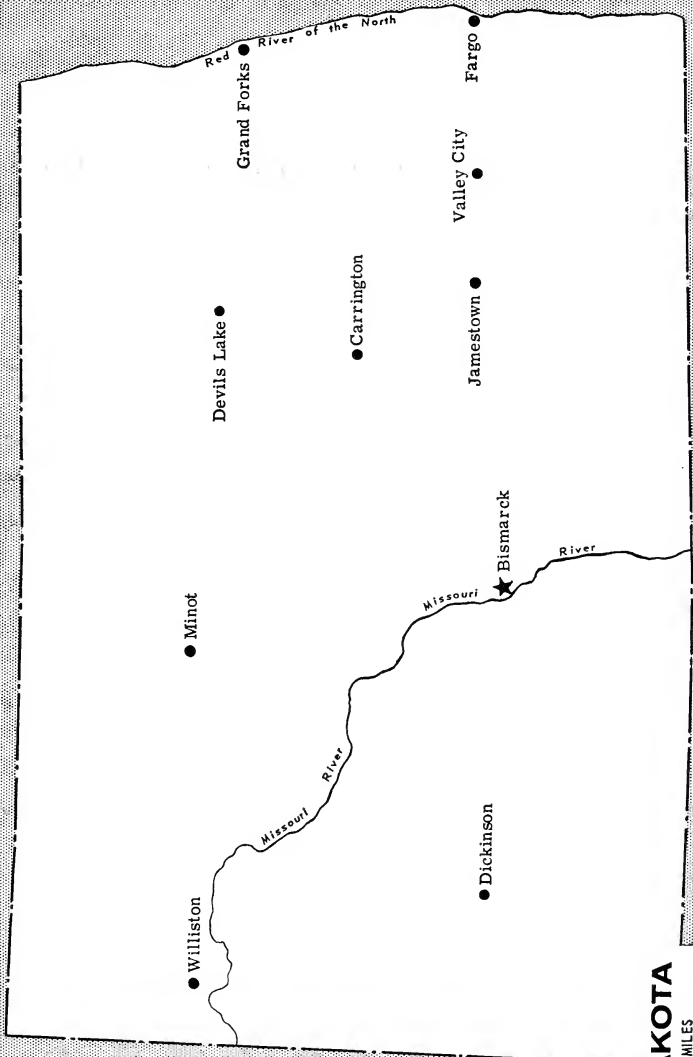 Red River of the North
Grand Forks
Fargo
Valley City
Devils Lake
Carrington
Jamestown
Minot
Bismarck
Missouri River
Missouri River
Williston
Dickinson
KOTA
MILES